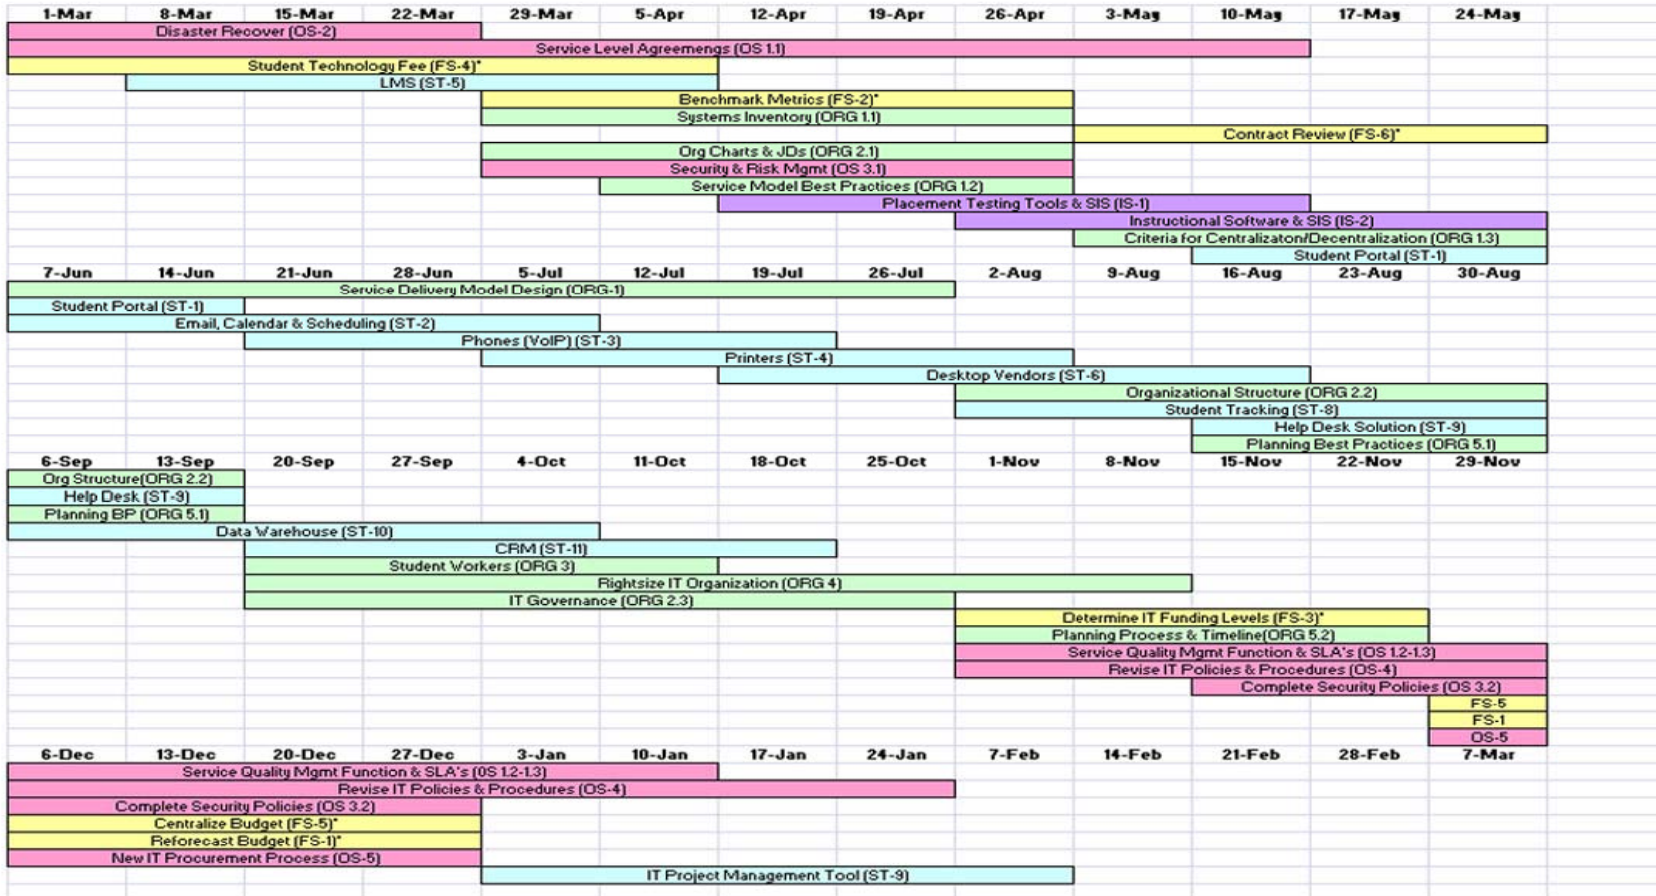 1-Mar 8-Mar 15-Mar 22-Mar 29-Mar 5-Apr 12-Apr 19-Apr 26-Apr 3-May 10-May 17-May 24-May
Disaster Recover (OS-2)
Service Level Agreemengs (OS 1.1)
Student Technology Fee (FS-4)*
LMS (ST-5)
Benchmark Metrics (FS-2)*
Systems Inventory (ORG 1.1)
Contract Review (FS-6)*
Org Charts & JDs (ORG 2.1)
Security & Risk Mgmt (OS 3.1)
Service Model Best Practices (ORG 1.2)
Placement Testing Tools & SIS (IS-1)
Instructional Software & SIS (IS-2)
Criteria for Centralizaton/Decentralization (ORG 1.3)
Student Portal (ST-1)
7-Jun 14-Jun 21-Jun 28-Jun 5-Jul 12-Jul 19-Jul 26-Jul 2-Aug 9-Aug 16-Aug 23-Aug 30-Aug
Service Delivery Model Design (ORG-1)
Student Portal (ST-1)
Email, Calendar & Scheduling (ST-2)
Phones (VoIP) (ST-3)
Printers (ST-4)
Desktop Vendors (ST-6)
Organizational Structure (ORG 2.2)
Student Tracking (ST-8)
Help Desk Solution (ST-9)
Planning Best Practices (ORG 5.1)
6-Sep 13-Sep 20-Sep 27-Sep 4-Oct 11-Oct 18-Oct 25-Oct 1-Nov 8-Nov 15-Nov 22-Nov 29-Nov
Org Structure(ORG 2.2)
Help Desk (ST-9)
Planning BP (ORG 5.1)
Data Warehouse (ST-10)
CRM (ST-11)
Student Workers (ORG 3)
Rightsize IT Organization (ORG 4)
IT Governance (ORG 2.3)
Determine IT Funding Levels (FS-3)*
Planning Process & Timeline(ORG 5.2)
Service Quality Mgmt Function & SLA's (OS 1.2-1.3)
Revise IT Policies & Procedures (OS-4)
Complete Security Policies (OS 3.2)
FS-5
FS-1
OS-5
6-Dec 13-Dec 20-Dec 27-Dec 3-Jan 10-Jan 17-Jan 24-Jan 7-Feb 14-Feb 21-Feb 28-Feb 7-Mar
Service Quality Mgmt Function & SLA's (0S 1.2-1.3)
Revise IT Policies & Procedures (OS-4)
Complete Security Policies (OS 3.2)
Centralize Budget (FS-5)*
Reforecast Budget (FS-1)*
New IT Procurement Process (OS-5)
IT Project Management Tool (ST-9)